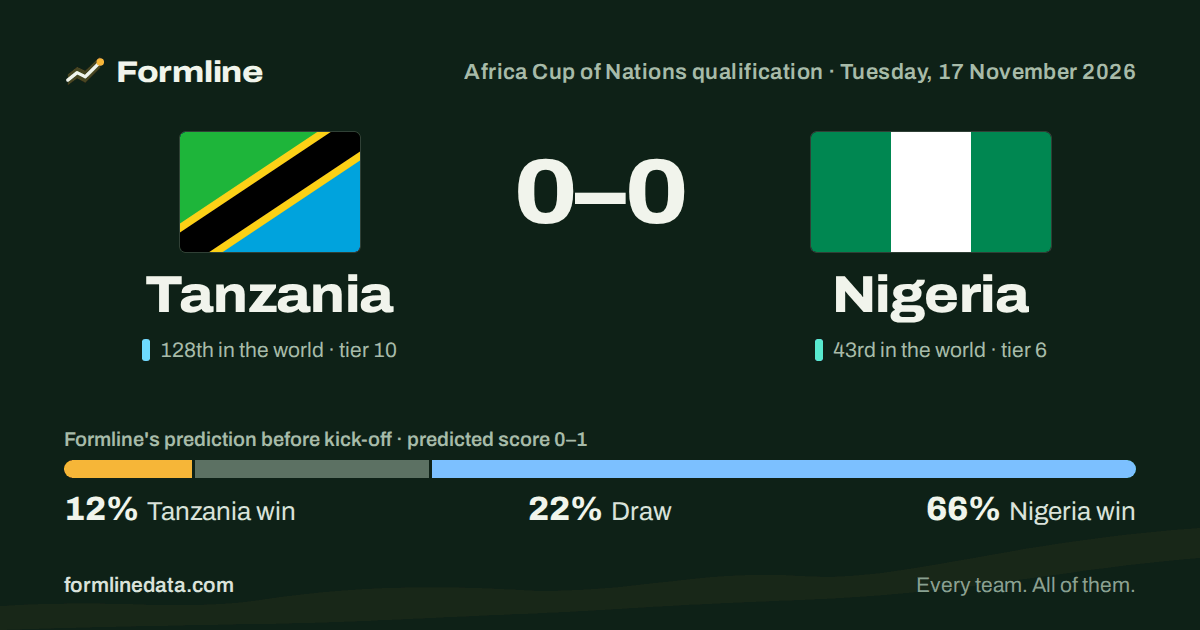 Formline
Africa Cup of Nations qualification · Tuesday, 17 November 2026
0–0
Tanzania
Nigeria
128th in the world · tier 10
43rd in the world · tier 6
Formline's prediction before kick-off · predicted score 0–1
12% Tanzania win
22% Draw
66% Nigeria win
formlinedata.com
Every team. All of them.